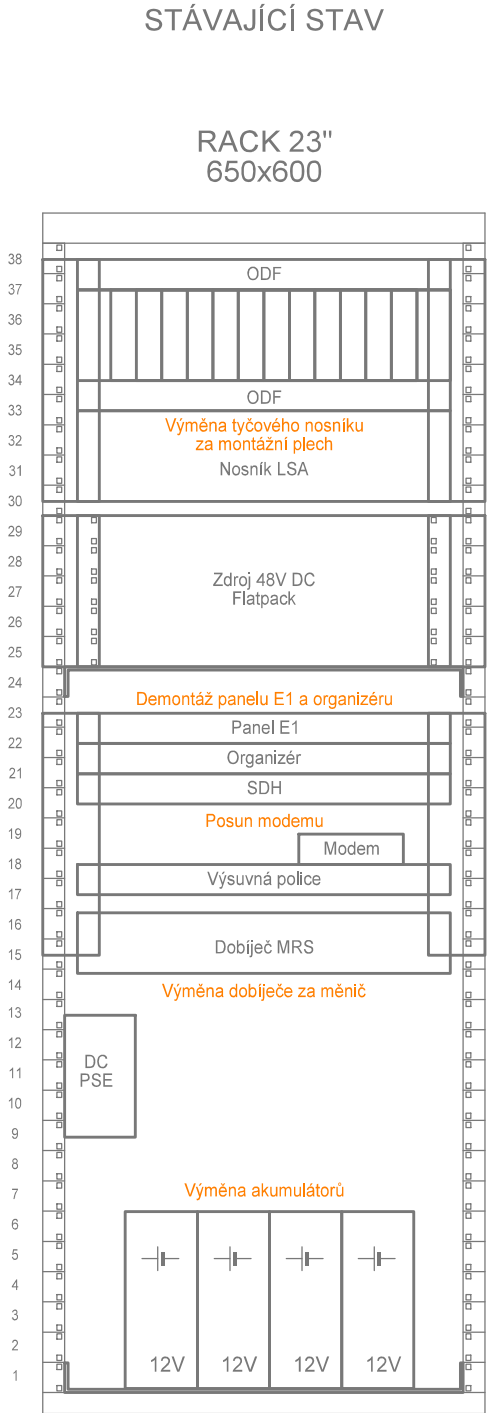 STÁVAJÍCÍ STAV
RACK 23"
650x600
38
ODF
37
36
35
34
ODF
33
Výměna tyčového nosníku
32
za montážní plech
31
Nosník LSA
30
29
28
Zdroj 48V DC
27
Flatpack
26
25
24
Demontáž panelu E1 a organizéru
23
Panel E1
22
Organizér
21
SDH
20
Posun modemu
19
Modem
18
Výsuvná police
17
16
Dobíječ MRS
15
14
Výměna dobíječe za měnič
13
12
DC
11
PSE
10
9
8
7
Výměna akumulátorů
6
5
4
3
2
12V 12V 12V 12V
1